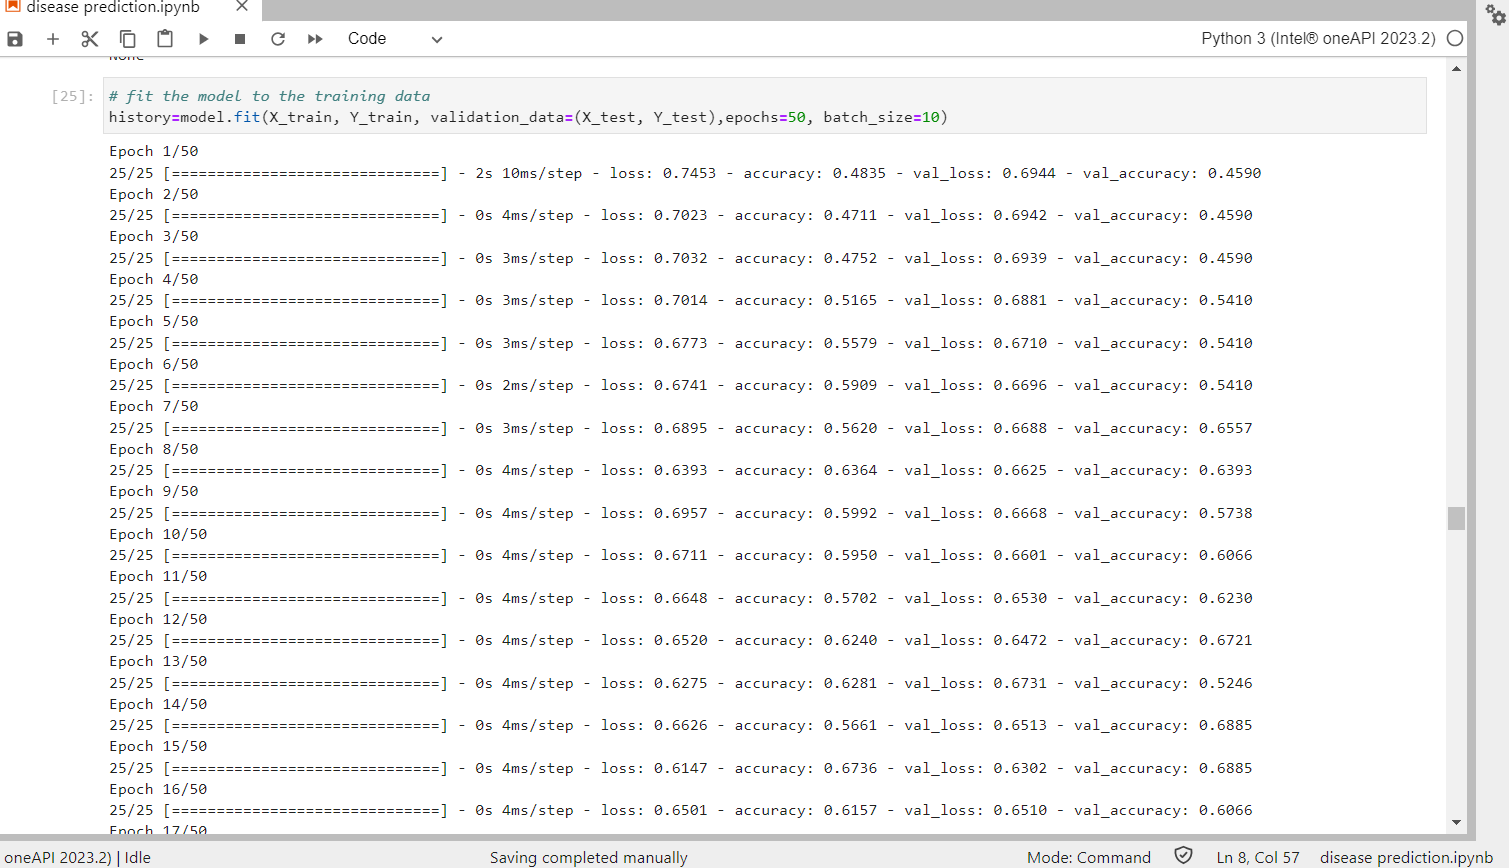 disease prediction.ipynb
Code
Python 3 (Intel® oneAPI 2023.2)
None
[25]:
# fit the model to the training data
history=model.fit(X_train, Y_train, validation_data=(X_test, Y_test),epochs=50, batch_size=10)
Epoch 1/50
25/25 [==============================] - 2s 10ms/step - loss: 0.7453 - accuracy: 0.4835 - val_loss: 0.6944 - val_accuracy: 0.4590
Epoch 2/50
25/25 [==============================] - 0s 4ms/step - loss: 0.7023 - accuracy: 0.4711 - val_loss: 0.6942 - val_accuracy: 0.4590
Epoch 3/50
25/25 [==============================] - 0s 3ms/step - loss: 0.7032 - accuracy: 0.4752 - val_loss: 0.6939 - val_accuracy: 0.4590
Epoch 4/50
25/25 [==============================] - 0s 3ms/step - loss: 0.7014 - accuracy: 0.5165 - val_loss: 0.6881 - val_accuracy: 0.5410
Epoch 5/50
25/25 [==============================] - 0s 3ms/step - loss: 0.6773 - accuracy: 0.5579 - val_loss: 0.6710 - val_accuracy: 0.5410
Epoch 6/50
25/25 [==============================] - 0s 2ms/step - loss: 0.6741 - accuracy: 0.5909 - val_loss: 0.6696 - val_accuracy: 0.5410
Epoch 7/50
25/25 [==============================] - 0s 3ms/step - loss: 0.6895 - accuracy: 0.5620 - val_loss: 0.6688 - val_accuracy: 0.6557
Epoch 8/50
25/25 [==============================] - 0s 4ms/step - loss: 0.6393 - accuracy: 0.6364 - val_loss: 0.6625 - val_accuracy: 0.6393
Epoch 9/50
25/25 [==============================] - 0s 4ms/step - loss: 0.6957 - accuracy: 0.5992 - val_loss: 0.6668 - val_accuracy: 0.5738
Epoch 10/50
25/25 [==============================] - 0s 4ms/step - loss: 0.6711 - accuracy: 0.5950 - val_loss: 0.6601 - val_accuracy: 0.6066
Epoch 11/50
25/25 [==============================] - 0s 4ms/step - loss: 0.6648 - accuracy: 0.5702 - val_loss: 0.6530 - val_accuracy: 0.6230
Epoch 12/50
25/25 [==============================] - 0s 4ms/step - loss: 0.6520 - accuracy: 0.6240 - val_loss: 0.6472 - val_accuracy: 0.6721
Epoch 13/50
25/25 [==============================] - 0s 4ms/step - loss: 0.6275 - accuracy: 0.6281 - val_loss: 0.6731 - val_accuracy: 0.5246
Epoch 14/50
25/25 [==============================] - 0s 4ms/step - loss: 0.6626 - accuracy: 0.5661 - val_loss: 0.6513 - val_accuracy: 0.6885
Epoch 15/50
25/25 [==============================] - 0s 4ms/step - loss: 0.6147 - accuracy: 0.6736 - val_loss: 0.6302 - val_accuracy: 0.6885
Epoch 16/50
25/25 [==============================] - 0s 4ms/step - loss: 0.6501 - accuracy: 0.6157 - val_loss: 0.6510 - val_accuracy: 0.6066
Epoch 17/50
oneAPI 2023.2) | Idle
Saving completed manually
Mode: Command
Ln 8, Col 57
disease prediction.ipynb